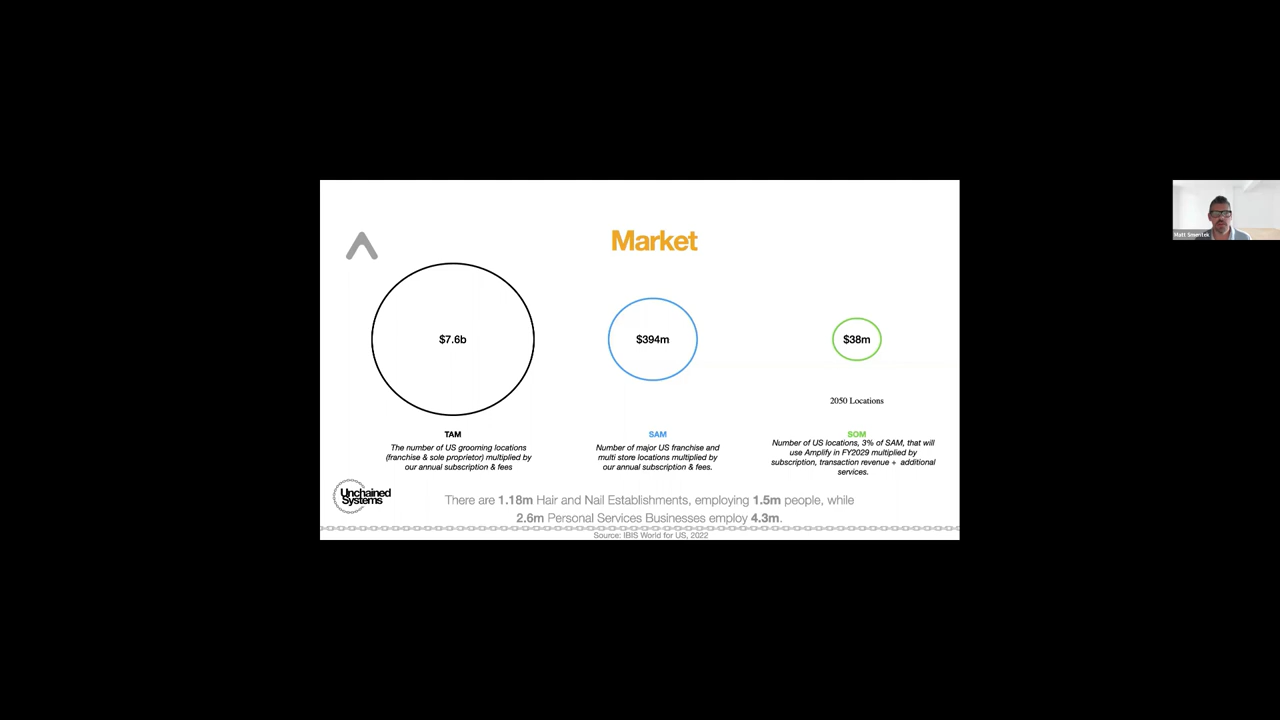 Market
$7.6b
$394m
$38m
2050 Locations
TAM
The number of US grooming locations
(franchise & sole proprietor) multiplied by
our annual subscription & fees
SAM
Number of major US franchise and
multi store locations multiplied by
our annual subscription & fees.
SOM
Number of US locations, 3% of SAM, that will
use Amplify in FY2029 multiplied by
subscription, transaction revenue + additional
services.
Unchained
Systems
There are 1.18m Hair and Nail Establishments, employing 1.5m people, while
2.6m Personal Services Businesses employ 4.3m.
Source: IBIS World for US, 2022
Matt